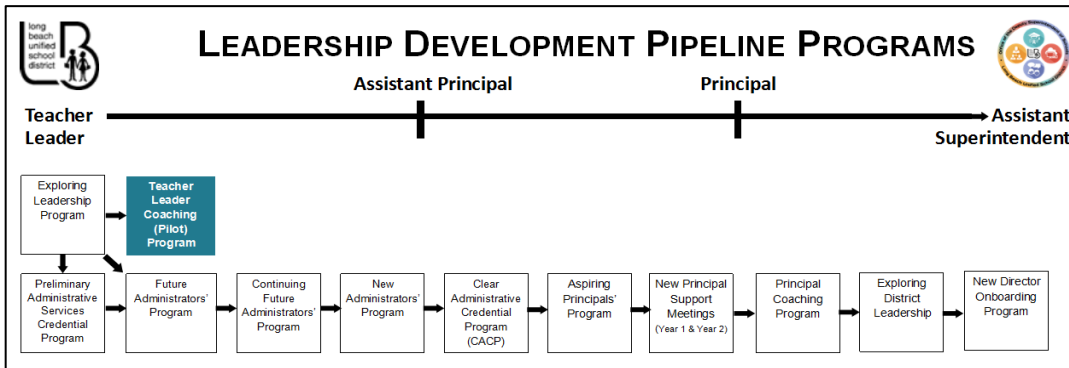 long
beach
unified
school
district
LEADERSHIP DEVELOPMENT PIPELINE PROGRAMS
Assistant Principal
Principal
Teacher
Leader
Assistant
Superintendent
Exploring
Leadership
Program
Teacher
Leader
Coaching
(Pilot)
Program
Preliminary
Administrative
Services
Credential
Program
Future
Administrators'
Program
Continuing
Future
Administrators'
Program
New
Administrators'
Program
Clear
Administrative
Credential
Program
(CACP)
Aspiring
Principals'
Program
New Principal
Support
Meetings
(Year 1 & Year 2)
Principal
Coaching
Program
Exploring
District
Leadership
New Director
Onboarding
Program